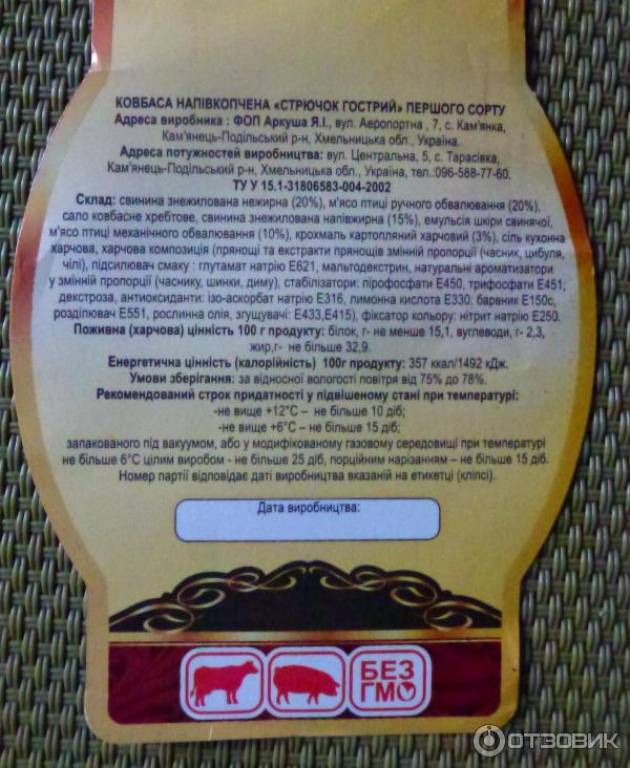 КОВБАСА НАПІВКОПЧЕНА «СТРЮЧОК ГОСТРИЙ» ПЕРШОГО СОРТУ
Адреса виробника : ФОП Аркуша Я.І., вул. Аеропортна , 7, с. Кам'янка,
Кам'янець-Подільський р-н, Хмельницька обл., Україна.
Адреса потужностей виробництва: вул. Центральна, 5, с. Тарасівка,
Кам'янець-Подільський р-н, Хмельницька обл., Україна, тел.:096-588-77-60.
ТУ У 15.1-31806583-004-2002
Склад: свинина знежилована нежирна (20%), м'ясо птиці ручного обвалювання (20%),
сало ковбасне хребтове, свинина знежилована напівжирна (15%), емульсія шкіри свинячої,
м'ясо птиці механічного обвалювання (10%), крохмаль картопляний харчовий (3%), сіль кухонна
харчова, харчова композиція (прянощі та екстракти прянощів змінній пропорції (часник, цибуля,
чілі), підсилювач смаку : глутамат натрію Е621, мальтодекстрин, натуральні ароматизатори
у змінній пропорції (часнику, шинки, диму), стабілізатори: пірофосфати Е450, трифосфати Е451;
декстроза, антиоксиданти: ізо-аскорбат натрію Е316, лимонна кислота Е330; барвник Е150с,
розділювач Е551, рослинна олія, згущувачі: Е433,Е415), фіксатор кольору: нітрит натрію Е250.
Поживна (харчова) цінність 100 г продукту: білок, г- не менше 15,1, вуглеводи, г- 2,3,
жир,г- не більше 32,9.
Енергетична цінність (калорійність) 100г продукту: 357 ккал/1492 кДж.
Умови зберігання: за відносної вологості повітря від 75% до 78%.
Рекомендований строк придатності у підвішеному стані при температурі:
-не вище +12°С – не більше 10 діб;
-не вище +6°С – не більше 15 діб;
запакованого під вакуумом, або у модифікованому газовому середовищі при температурі
не більше 6°С цілим виробом - не більше 25 діб, порційним нарізанням – не більше 15 діб.
Номер партії відповідає даті виробництва вказаній на етикетці (кліпсі).
Дата виробництва:
БЕЗ
ГМО
ОТЗОВИК